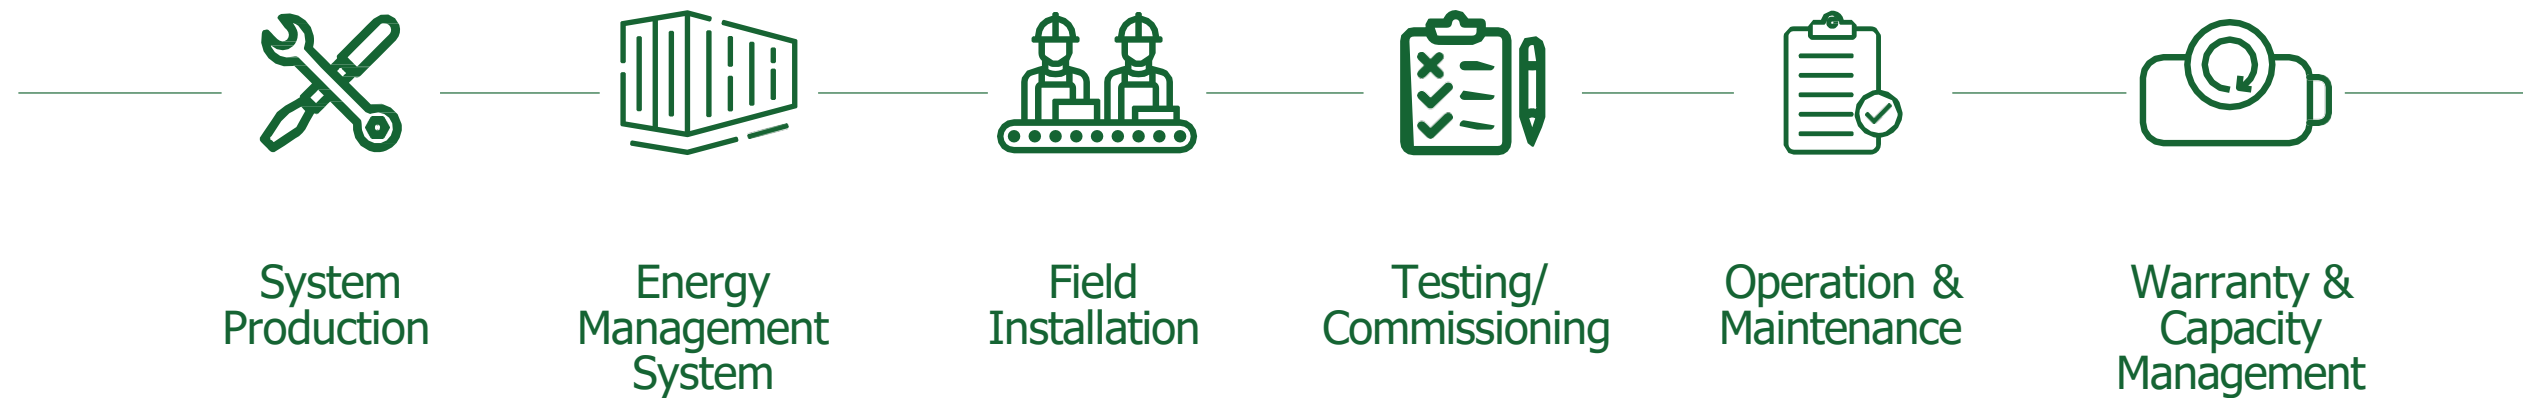 System
Production
Energy
Management
System
Field
Installation
Testing/
Commissioning
Operation &
Maintenance
Warranty &
Capacity
Management